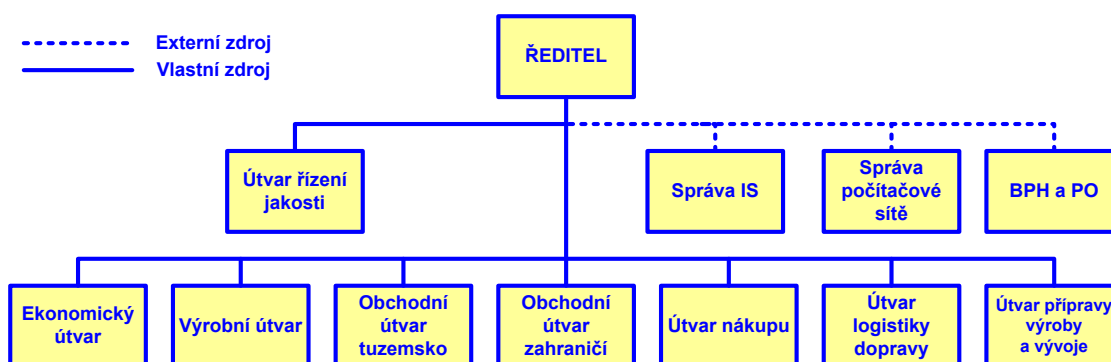 Externí zdroj
Vlastní zdroj
ŘEDITEL
Útvar řízení
jakosti
Správa IS
Správa
počítačové
sítě
BPH a PO
Ekonomický
útvar
Výrobní útvar
Obchodní
útvar
tuzemsko
Obchodní
útvar
zahraničí
Útvar nákupu
Útvar
logistiky
dopravy
Útvar přípravy
výroby
a vývoje